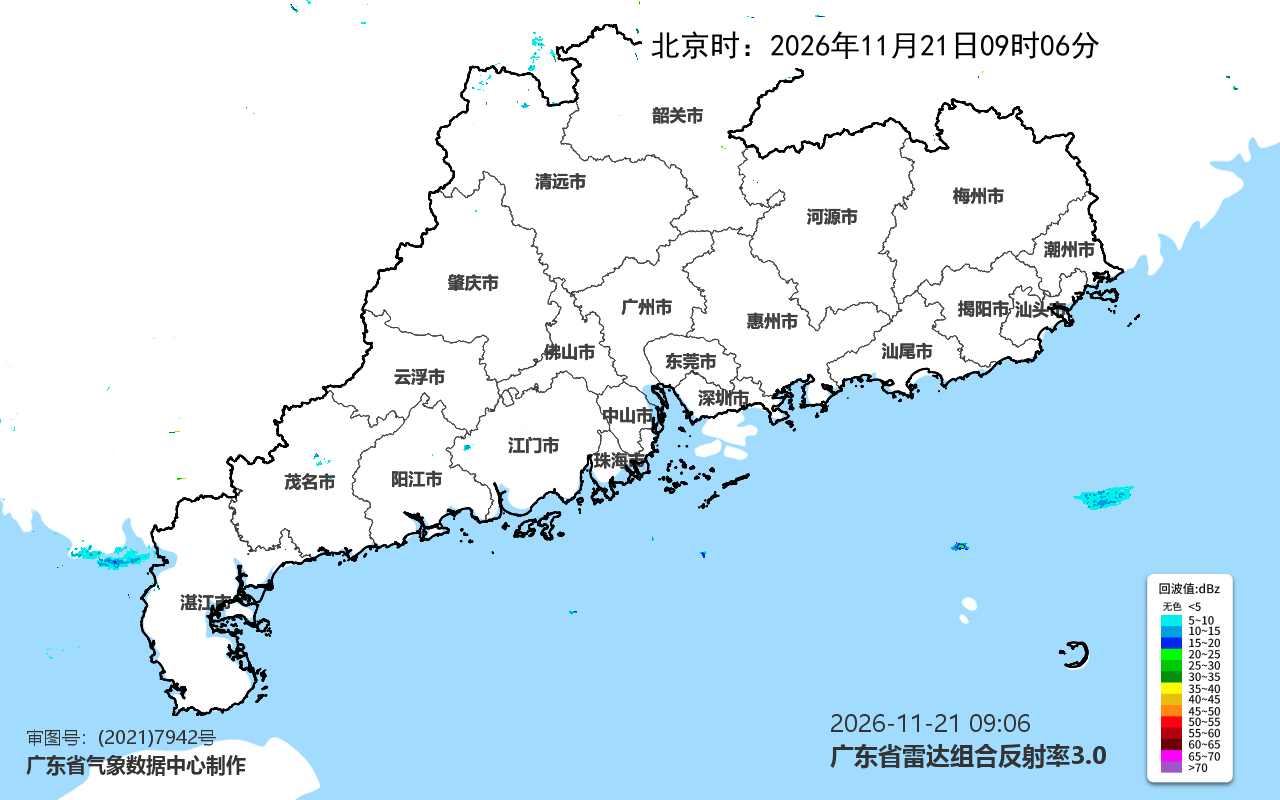 北京时：2026年11月21日09时06分
韶关市
清远市
梅州市
河源市
潮州市
肇庆市
广州市
揭阳市
汕头市
惠州市
佛山市
汕尾市
东莞市
云浮市
深圳市
中山市
江门市
珠海市
阳江市
茂名市
湛江市
回波值:dBz
无色 <5
5~10
10~15
15~20
20~25
25~30
30~35
35~40
40~45
45~50
50~55
55~60
60~65
65~70
>70
2026-11-21 09:06
广东省雷达组合反射率3.0
审图号：(2021)7942号
广东省气象数据中心制作